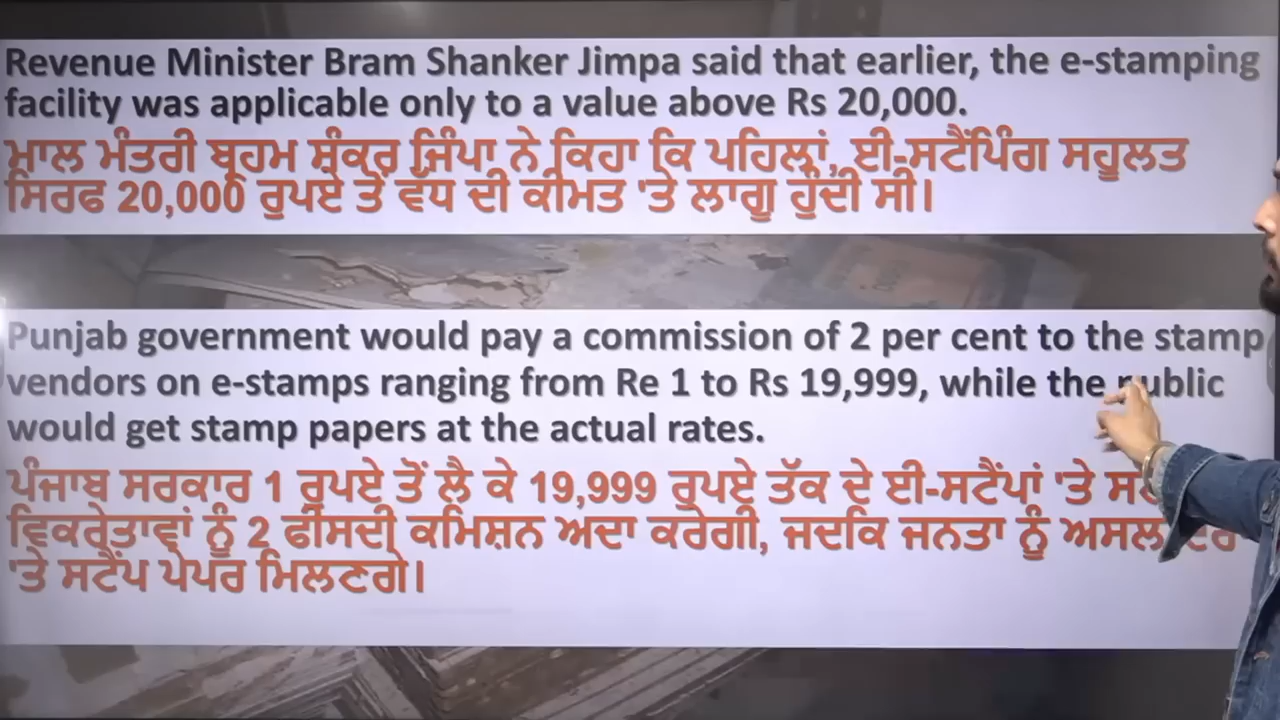 Revenue Minister Bram Shanker Jimpa said that earlier, the e-stamping
facility was applicable only to a value above Rs 20,000.
ਮਾਲ ਮੰਤਰੀ ਬ੍ਰਹਮ ਸ਼ੰਕਰ ਜਿੰਪਾ ਨੇ ਕਿਹਾ ਕਿ ਪਹਿਲਾਂ, ਈ-ਸਟੈਂਪਿੰਗ ਸਹੂਲਤ
ਸਿਰਫ 20,000 ਰੁਪਏ ਤੋਂ ਵੱਧ ਦੀ ਕੀਮਤ 'ਤੇ ਲਾਗੂ ਹੁੰਦੀ ਸੀ।
Punjab government would pay a commission of 2 per cent to the stamp
vendors on e-stamps ranging from Re 1 to Rs 19,999, while the public
would get stamp papers at the actual rates.
ਪੰਜਾਬ ਸਰਕਾਰ 1 ਰੁਪਏ ਤੋਂ ਲੈ ਕੇ 19,999 ਰੁਪਏ ਤੱਕ ਦੇ ਈ-ਸਟੈਂਪਾਂ 'ਤੇ
ਵਿਕਰੇਤਾਵਾਂ ਨੂੰ 2 ਫੀਸਦੀ ਕਮਿਸ਼ਨ ਅਦਾ ਕਰੇਗੀ, ਜਦਕਿ ਜਨਤਾ ਨੂੰ ਅਸਲ
'ਤੇ ਸਟੈਂਪ ਪੇਪਰ ਮਿਲਣਗੇ।